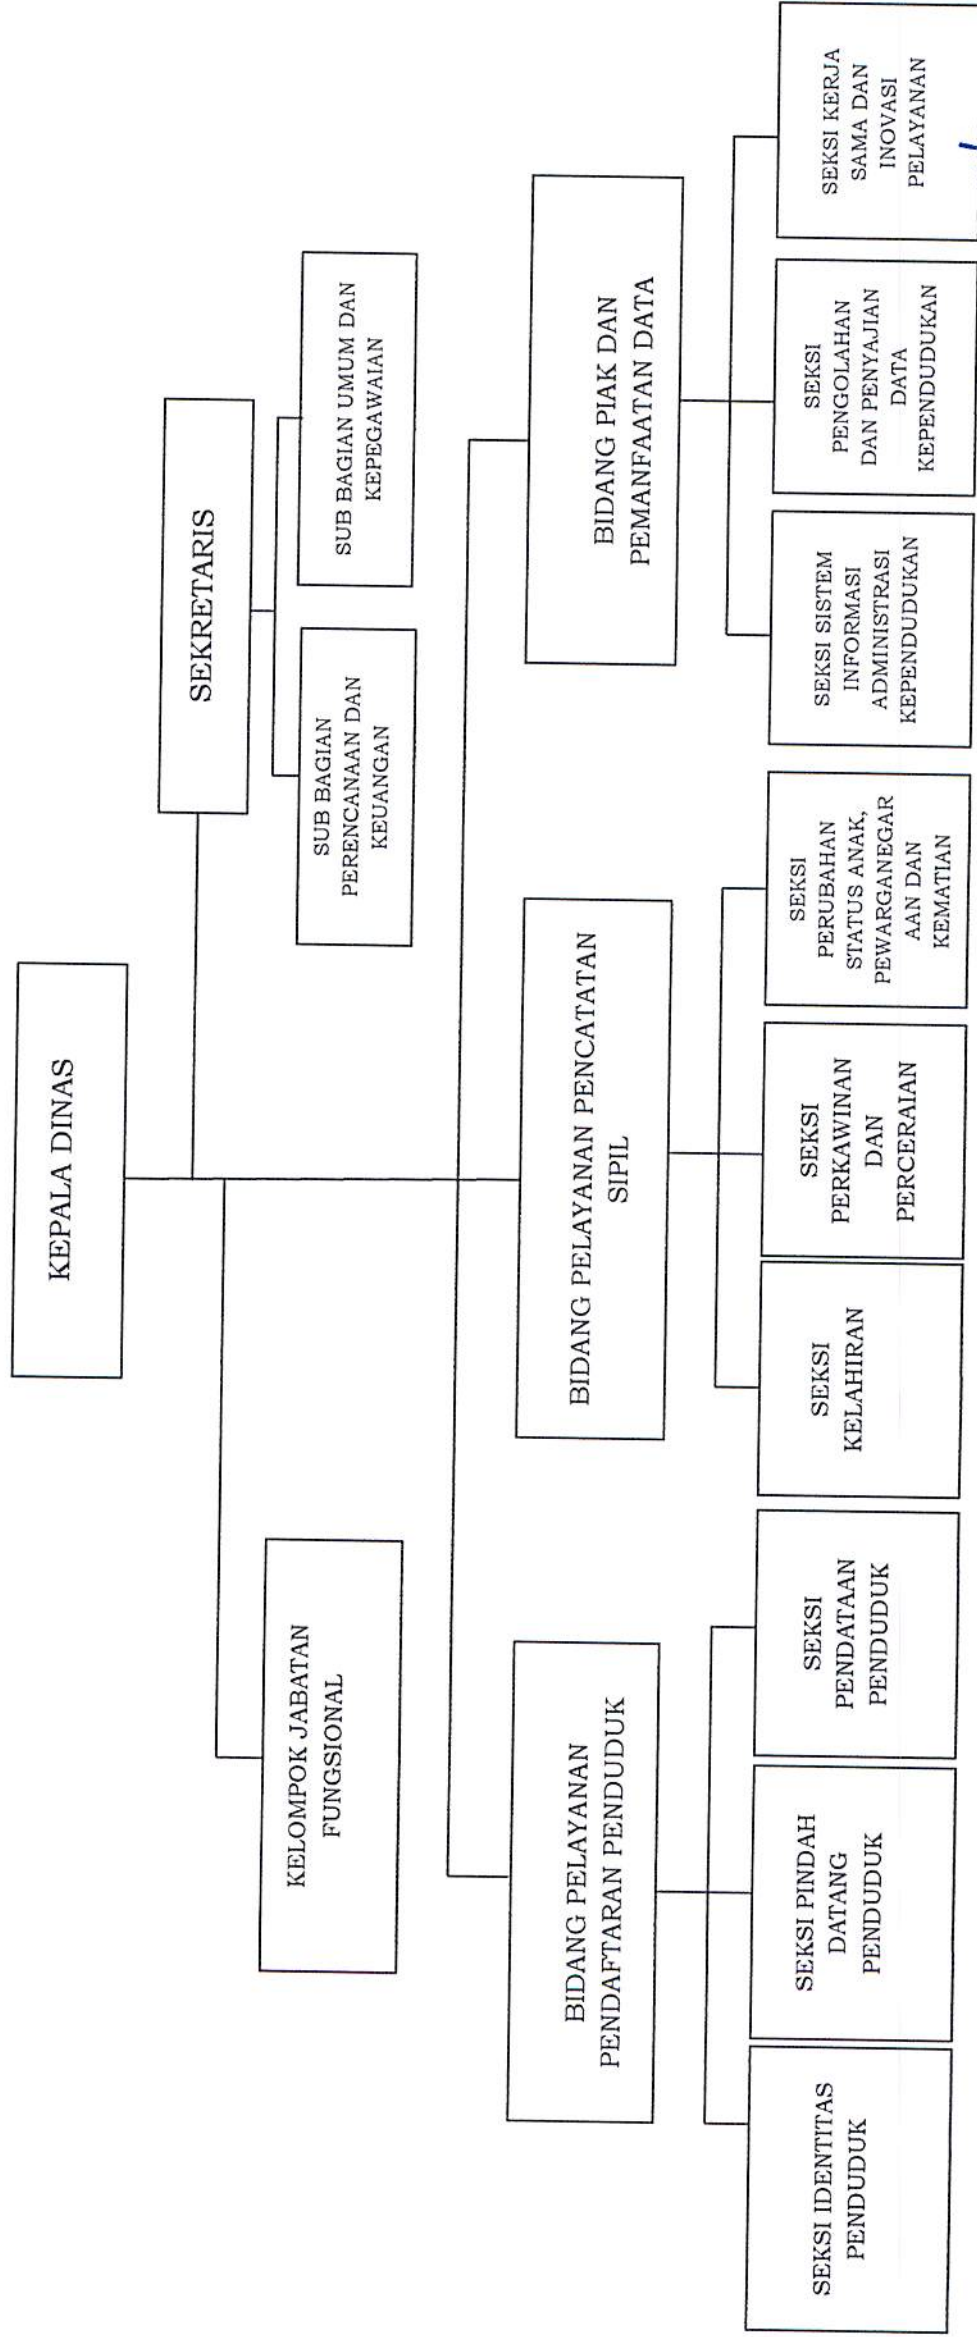 KEPALA DINAS
SEKRETARIS
SUB BAGIAN
PERENCANAAN DAN
KEUANGAN
SUB BAGIAN UMUM DAN
KEPEGAWAIAN
KELOMPOK JABATAN
FUNGSIONAL
BIDANG PELAYANAN
PENDAFTARAN PENDUDUK
BIDANG PELAYANAN PENCATATAN
SIPIL
BIDANG PIAK DAN
PEMANFAATAN DATA
SEKSI IDENTITAS
PENDUDUK
SEKSI PINDAH
DATANG
PENDUDUK
SEKSI
PENDATAAN
PENDUDUK
SEKSI
KELAHIRAN
SEKSI
PERKAWINAN
DAN
PERCERAIAN
SEKSI
PERUBAHAN
STATUS ANAK,
PEWARGANEGAR
AAN DAN
KEMATIAN
SEKSI SISTEM
INFORMASI
ADMINISTRASI
KEPENDUDUKAN
SEKSI
PENGOLAHAN
DAN PENYAJIAN
DATA
KEPENDUDUKAN
SEKSI KERJA
SAMA DAN
INOVASI
PELAYANAN